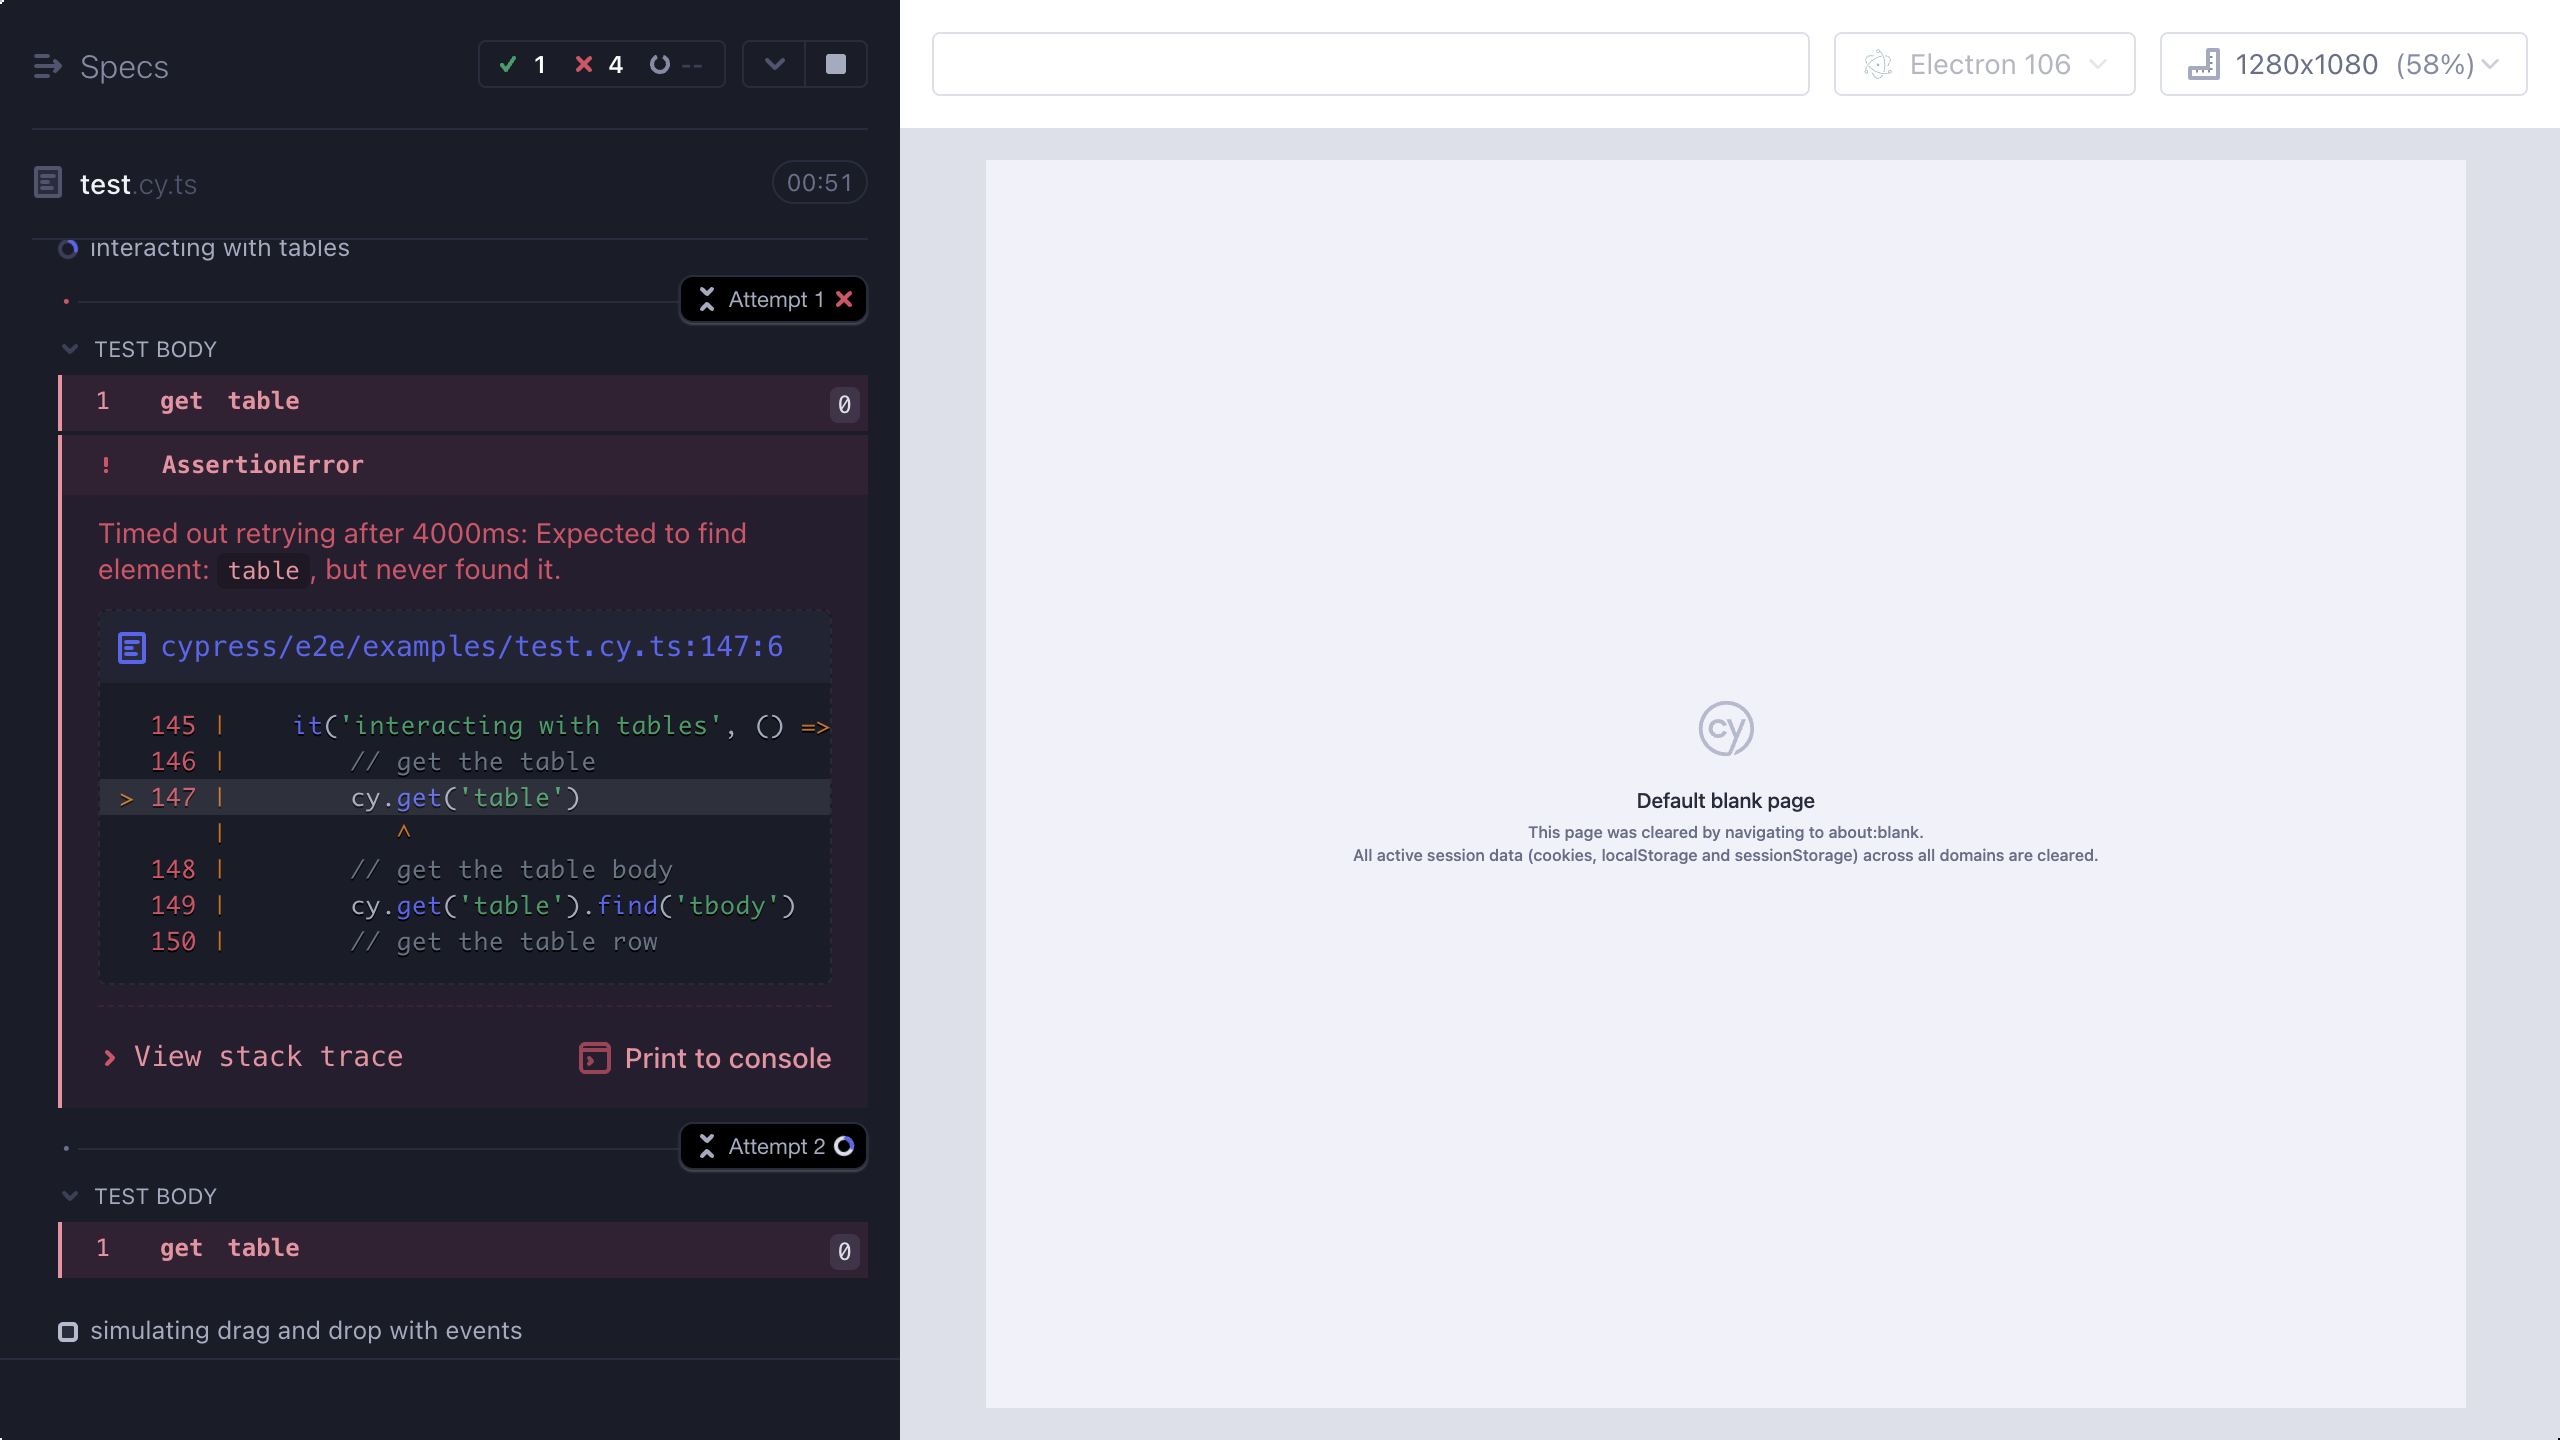 Specs
1 4 --
test.cy.ts 00:51
interacting with tables
Attempt 1
TEST BODY
1 get table 0
! AssertionError
Timed out retrying after 4000ms: Expected to find
element: table , but never found it.
cypress/e2e/examples/test.cy.ts:147:6
145 | it('interacting with tables', () =>
146 | // get the table
> 147 | cy.get('table')
| ^
148 | // get the table body
149 | cy.get('table').find('tbody')
150 | // get the table row
View stack trace
Print to console
Attempt 2
TEST BODY
1 get table 0
simulating drag and drop with events
Electron 106
1280x1080 (58%)
cy
Default blank page
This page was cleared by navigating to about:blank.
All active session data (cookies, localStorage and sessionStorage) across all domains are cleared.